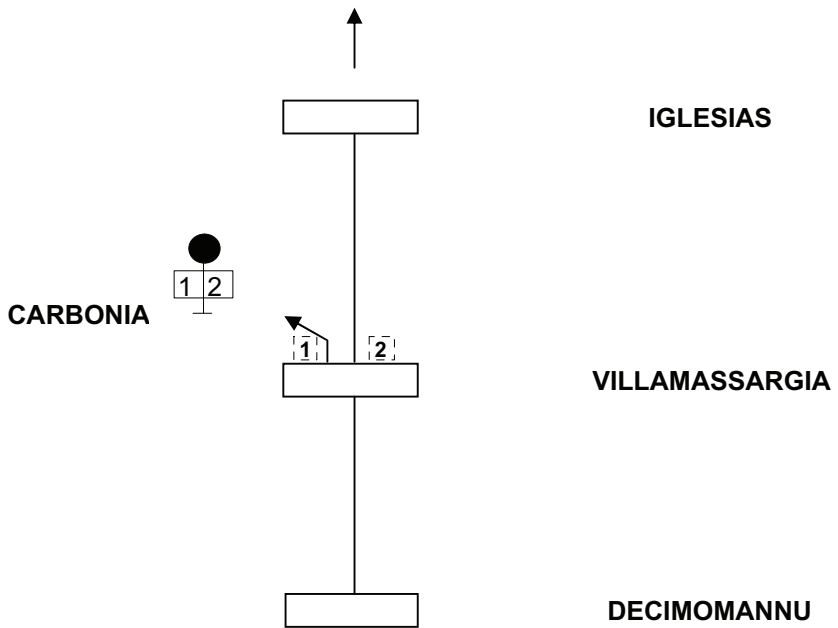 IGLESIAS
1 2
CARBONIA
1 2
VILLAMASSARGIA
DECIMOMANNU